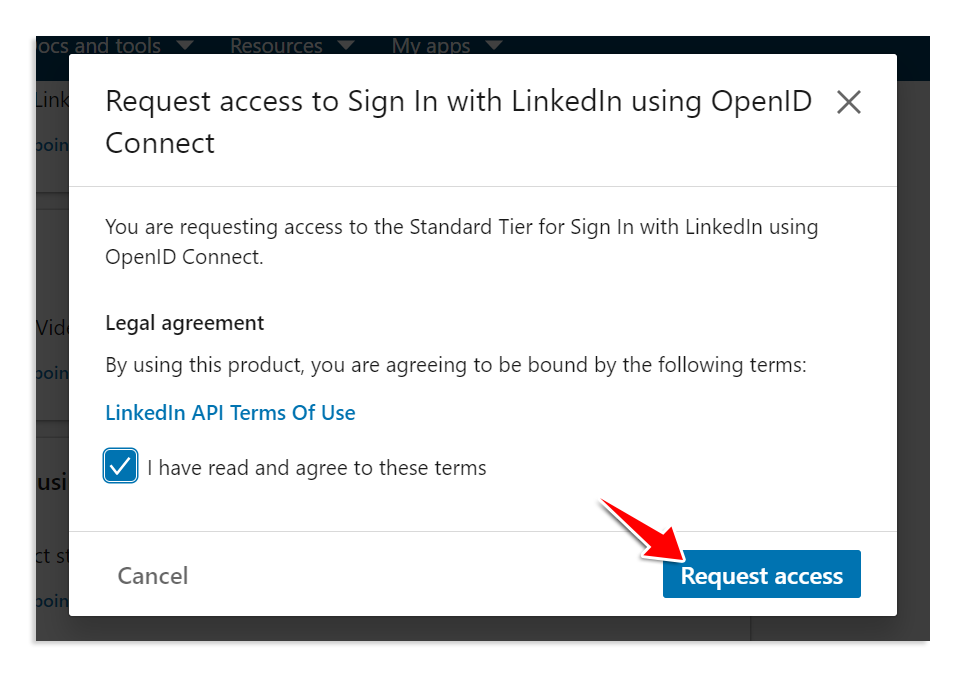 ocs and tools Resources My apps
Link
Request access to Sign In with LinkedIn using OpenID
Connect
poin
You are requesting access to the Standard Tier for Sign In with LinkedIn using
OpenID Connect.
Legal agreement
Vide
By using this product, you are agreeing to be bound by the following terms:
poin
LinkedIn API Terms Of Use
I have read and agree to these terms
usi
ct st
Cancel Request access
poin